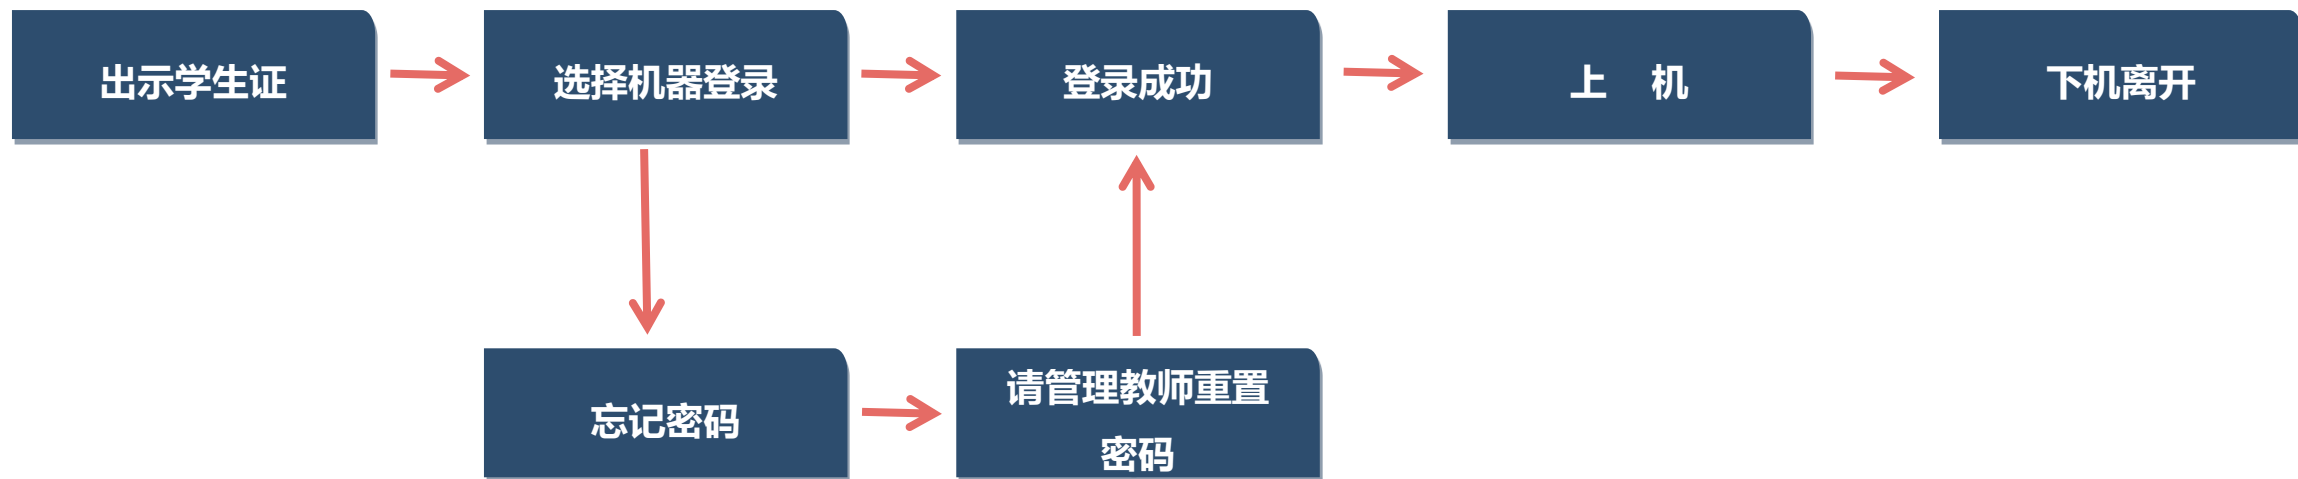 出示学生证
选择机器登录
登录成功
上 机
下机离开
忘记密码
请管理教师重置
密码